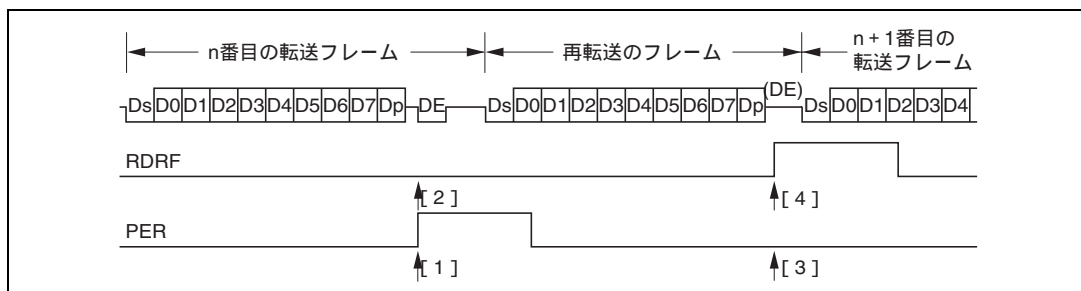 n番目の転送フレーム
再転送のフレーム
n + 1番目の
転送フレーム
Ds D0 D1 D2 D3 D4 D5 D6 D7 Dp DE Ds D0 D1 D2 D3 D4 D5 D6 D7 Dp (DE) Ds D0 D1 D2 D3 D4
RDRF
[ 2 ] [ 4 ]
PER
[ 1 ] [ 3 ]